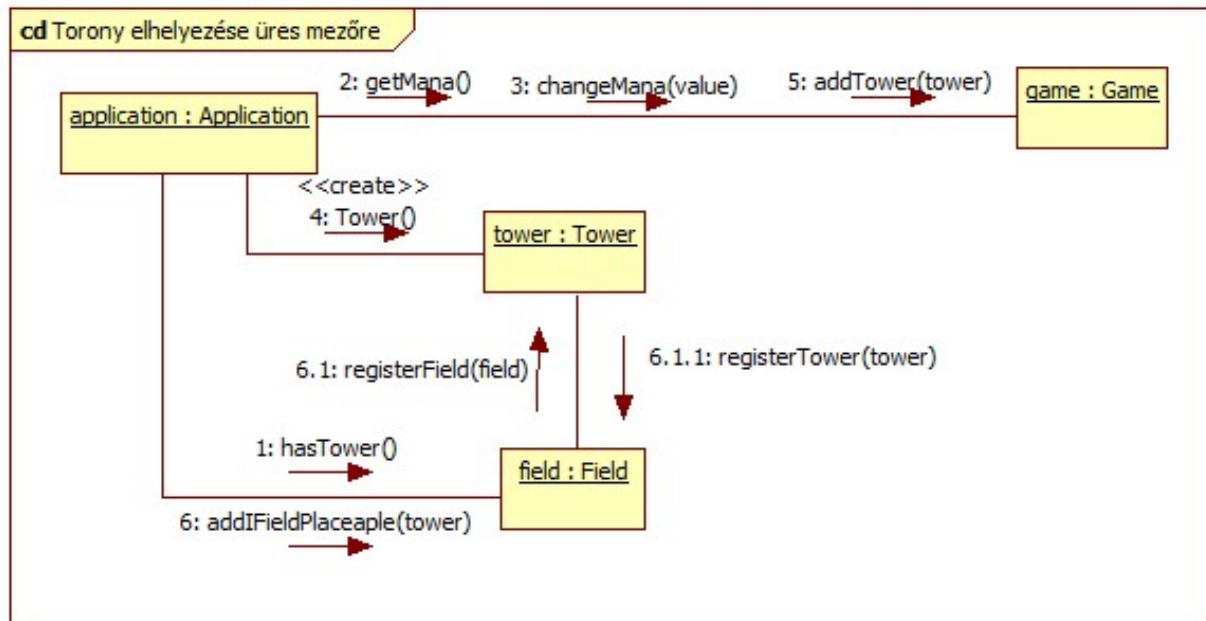 cd Torony elhelyezése üres mezőre
2: getMana()
3: changeMana(value)
5: addTower(tower)
application : Application
game : Game
<<create>>
4: Tower()
tower : Tower
6.1: registerField(field)
6.1.1: registerTower(tower)
1: hasTower()
field : Field
6: addIFieldPlaceaple(tower)